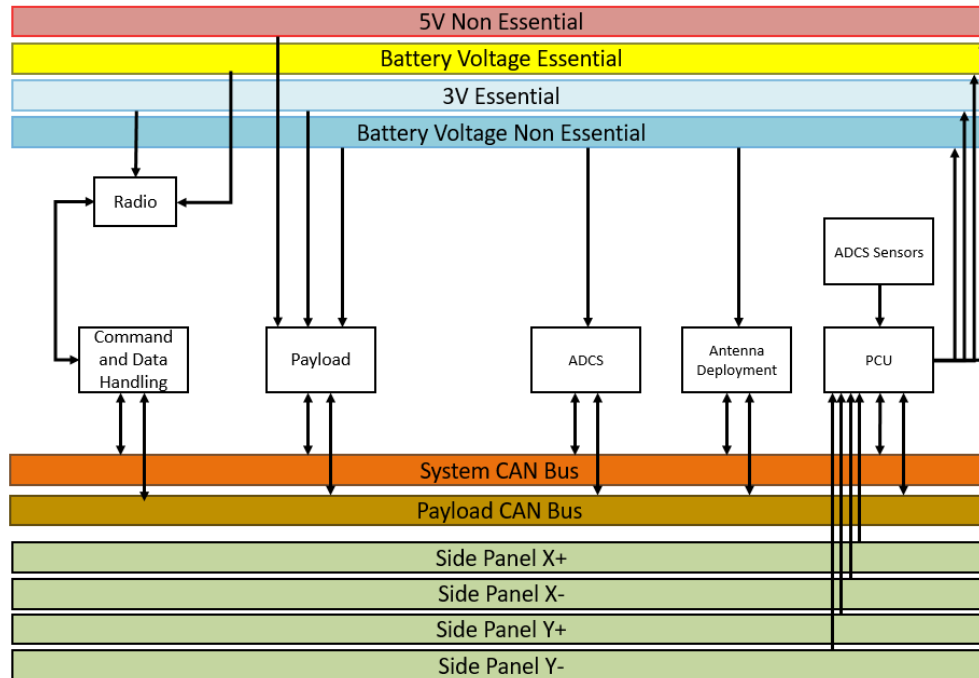 5V Non Essential
Battery Voltage Essential
3V Essential
Battery Voltage Non Essential
Radio
ADCS Sensors
Command
and Data
Handling
Payload
ADCS
Antenna
Deployment
PCU
System CAN Bus
Payload CAN Bus
Side Panel X+
Side Panel X-
Side Panel Y+
Side Panel Y-